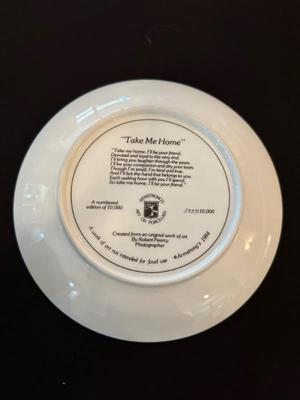 "Take Me Home"
"Take me home, I'll be your friend,
Devoted and loyal to the very end.
I'll bring you laughter through the years.
I'll be your companion and dry your tears.
Though I'm small, I'm kind and true,
And I'll lick the hand that belongs to you.
Each waking hour with you I'll spend,
So take me home, I'll be your friend."
ARMSTRONG'S
ART ON PORCELAIN
A numbered
edition of 10,000
/10,000
Created from an original work of art
By Robert Pearcy
Photographer
A work of art not intended for food use. ©Armstrong's 1984